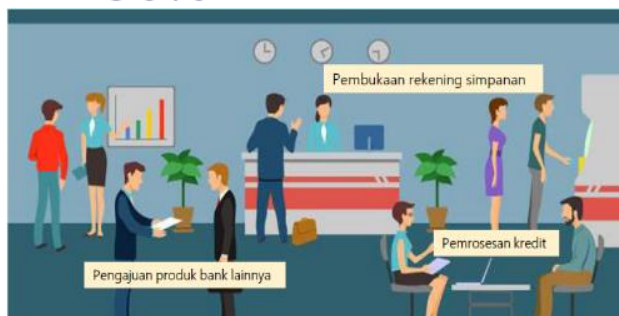 Pembukaan rekening simpanan
Pemrosesan kredit
Pengajuan produk bank lainnya